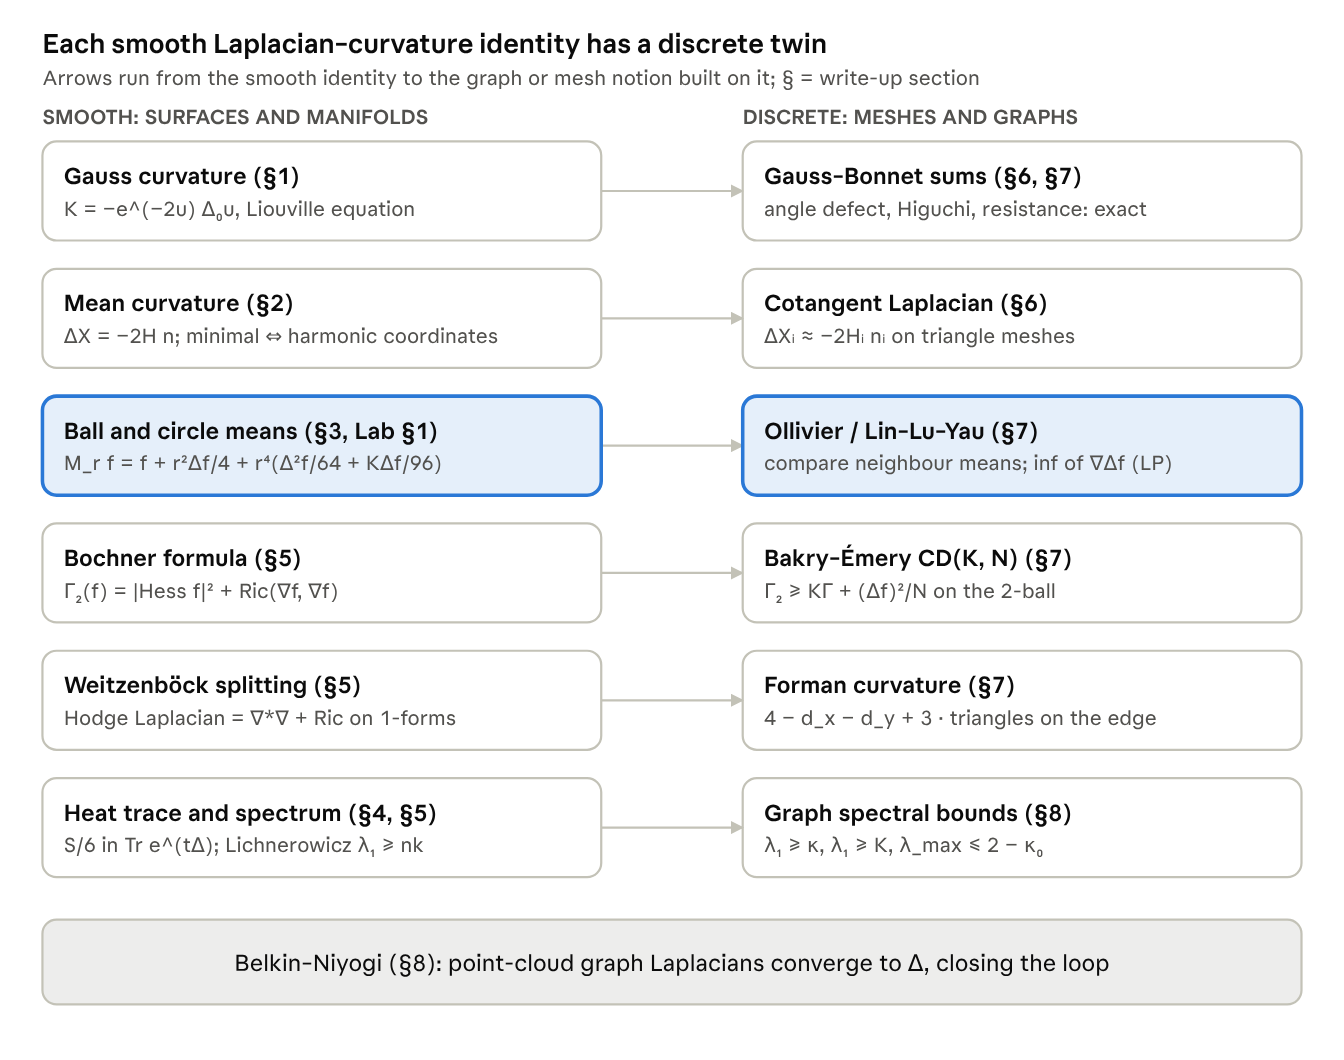 Each smooth Laplacian–curvature identity has a discrete twin
Arrows run from the smooth identity to the graph or mesh notion built on it; § = write-up section
SMOOTH: SURFACES AND MANIFOLDS
DISCRETE: MESHES AND GRAPHS
Gauss curvature (§1)
K = −e^(−2u) Δ₀u, Liouville equation
Gauss–Bonnet sums (§6, §7)
angle defect, Higuchi, resistance: exact
Mean curvature (§2)
ΔX = −2H n; minimal ⇔ harmonic coordinates
Cotangent Laplacian (§6)
ΔXᵢ ≈ −2Hᵢ nᵢ on triangle meshes
Ball and circle means (§3, Lab §1)
M_r f = f + r²Δf/4 + r⁴(Δ²f/64 + KΔf/96)
Ollivier / Lin–Lu–Yau (§7)
compare neighbour means; inf of ∇Δf (LP)
Bochner formula (§5)
Γ₂(f) = |Hess f|² + Ric(∇f, ∇f)
Bakry–Émery CD(K, N) (§7)
Γ₂ ≥ KΓ + (Δf)²/N on the 2-ball
Weitzenböck splitting (§5)
Hodge Laplacian = ∇*∇ + Ric on 1-forms
Forman curvature (§7)
4 − d_x − d_y + 3 · triangles on the edge
Heat trace and spectrum (§4, §5)
S/6 in Tr e^(tΔ); Lichnerowicz λ₁ ≥ nk
Graph spectral bounds (§8)
λ₁ ≥ κ, λ₁ ≥ K, λ_max ≤ 2 − κ₀
Belkin–Niyogi (§8): point-cloud graph Laplacians converge to Δ, closing the loop